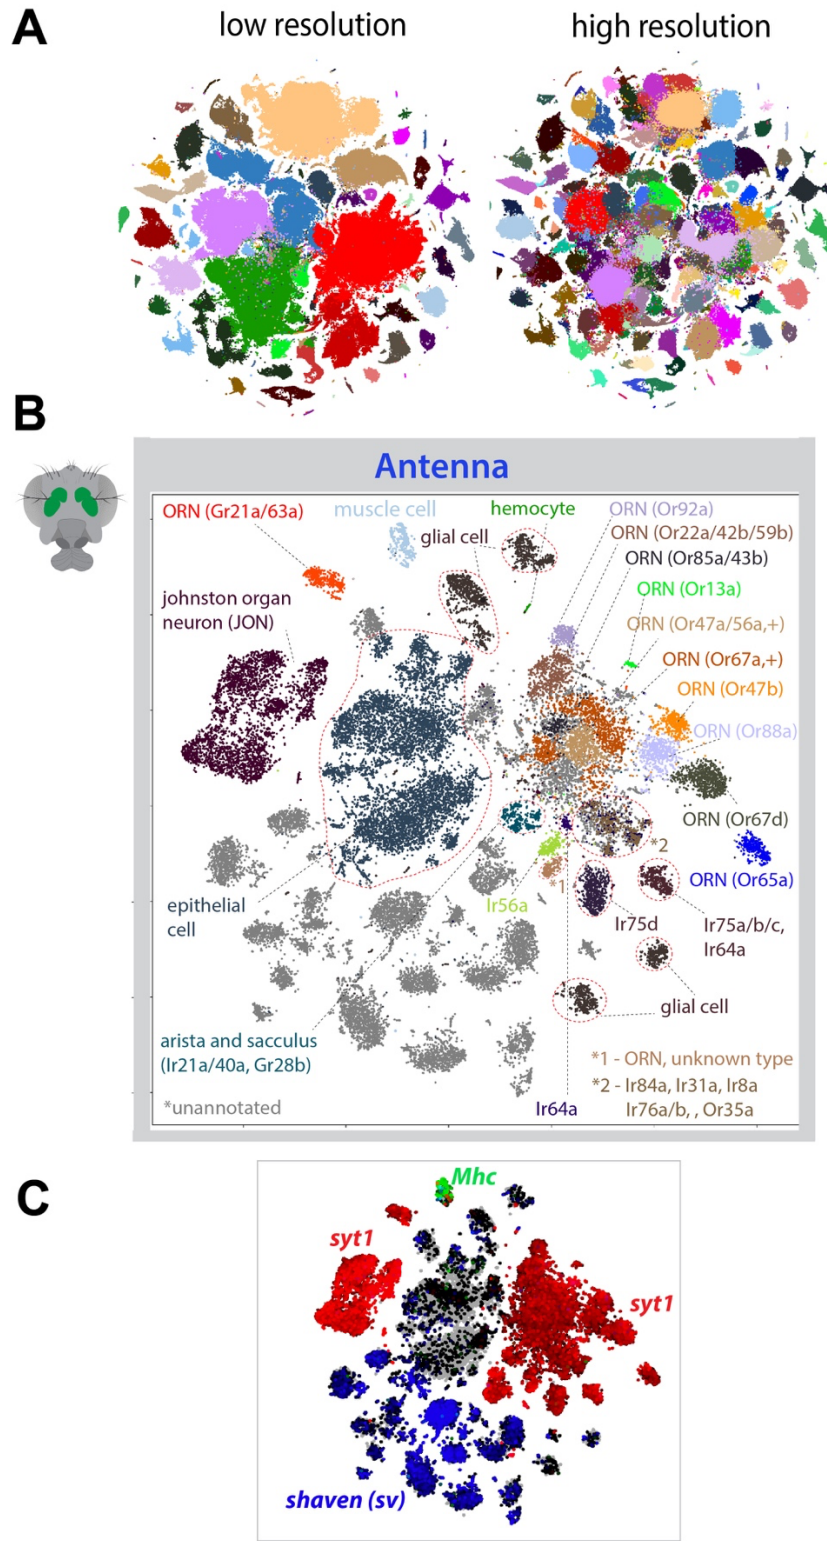 A
low resolution
high resolution
B
Antenna
ORN (Gr21a/63a)
muscle cell
hemocyte
glial cell
ORN (Or92a)
ORN (Or22a/42b/59b)
ORN (Or85a/43b)
ORN (Or13a)
ORN (Or47a/56a,+)
ORN (Or67a,+)
ORN (Or47b)
ORN (Or88a)
ORN (Or67d)
ORN (Or65a)
johnston organ
neuron (JON)
*2
*1
epithelial
cell
Ir56a
Ir75d
Ir75a/b/c,
Ir64a
glial cell
arista and sacculus
(Ir21a/40a, Gr28b)
*unannotated
Ir64a
*1 - ORN, unknown type
*2 - Ir84a, Ir31a, Ir8a
Ir76a/b, , Or35a
C
Mhc
syt1
syt1
shaven (sv)